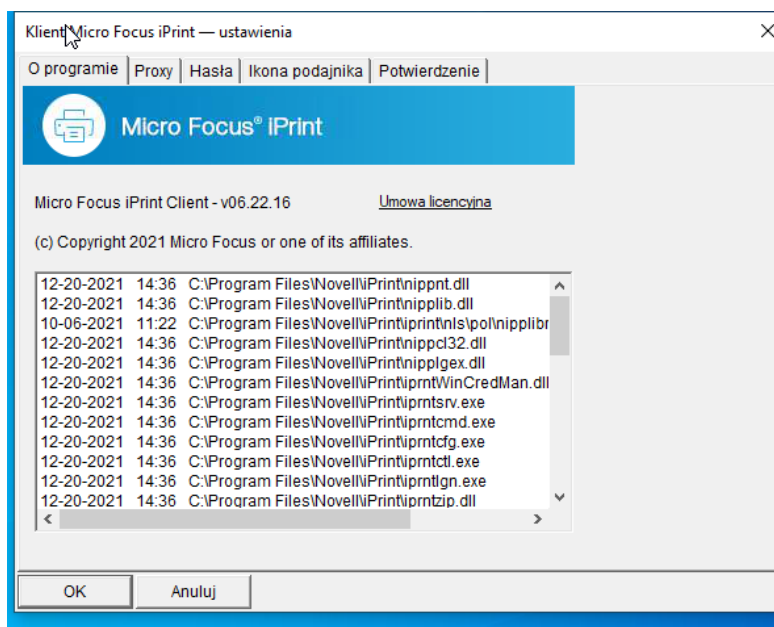 Klient Micro Focus iPrint — ustawienia
O programie Proxy Hasła Ikona podajnika Potwierdzenie
Micro Focus® iPrint
Micro Focus iPrint Client - v06.22.16 Umowa licencyjna
(c) Copyright 2021 Micro Focus or one of its affiliates.
12-20-2021 14:36 C:\Program Files\Novell\iPrint\nippnt.dll
12-20-2021 14:36 C:\Program Files\Novell\iPrint\nipplib.dll
10-06-2021 11:22 C:\Program Files\Novell\iPrint\iprint\nls\pol\nipplibr
12-20-2021 14:36 C:\Program Files\Novell\iPrint\nippcl32.dll
12-20-2021 14:36 C:\Program Files\Novell\iPrint\nipplgex.dll
12-20-2021 14:36 C:\Program Files\Novell\iPrint\iprntWinCredMan.dll
12-20-2021 14:36 C:\Program Files\Novell\iPrint\iprntsrv.exe
12-20-2021 14:36 C:\Program Files\Novell\iPrint\iprntcmd.exe
12-20-2021 14:36 C:\Program Files\Novell\iPrint\iprntcfg.exe
12-20-2021 14:36 C:\Program Files\Novell\iPrint\iprntctl.exe
12-20-2021 14:36 C:\Program Files\Novell\iPrint\iprntlgn.exe
12-20-2021 14:36 C:\Program Files\Novell\iPrint\iprntzip.dll
OK Anuluj